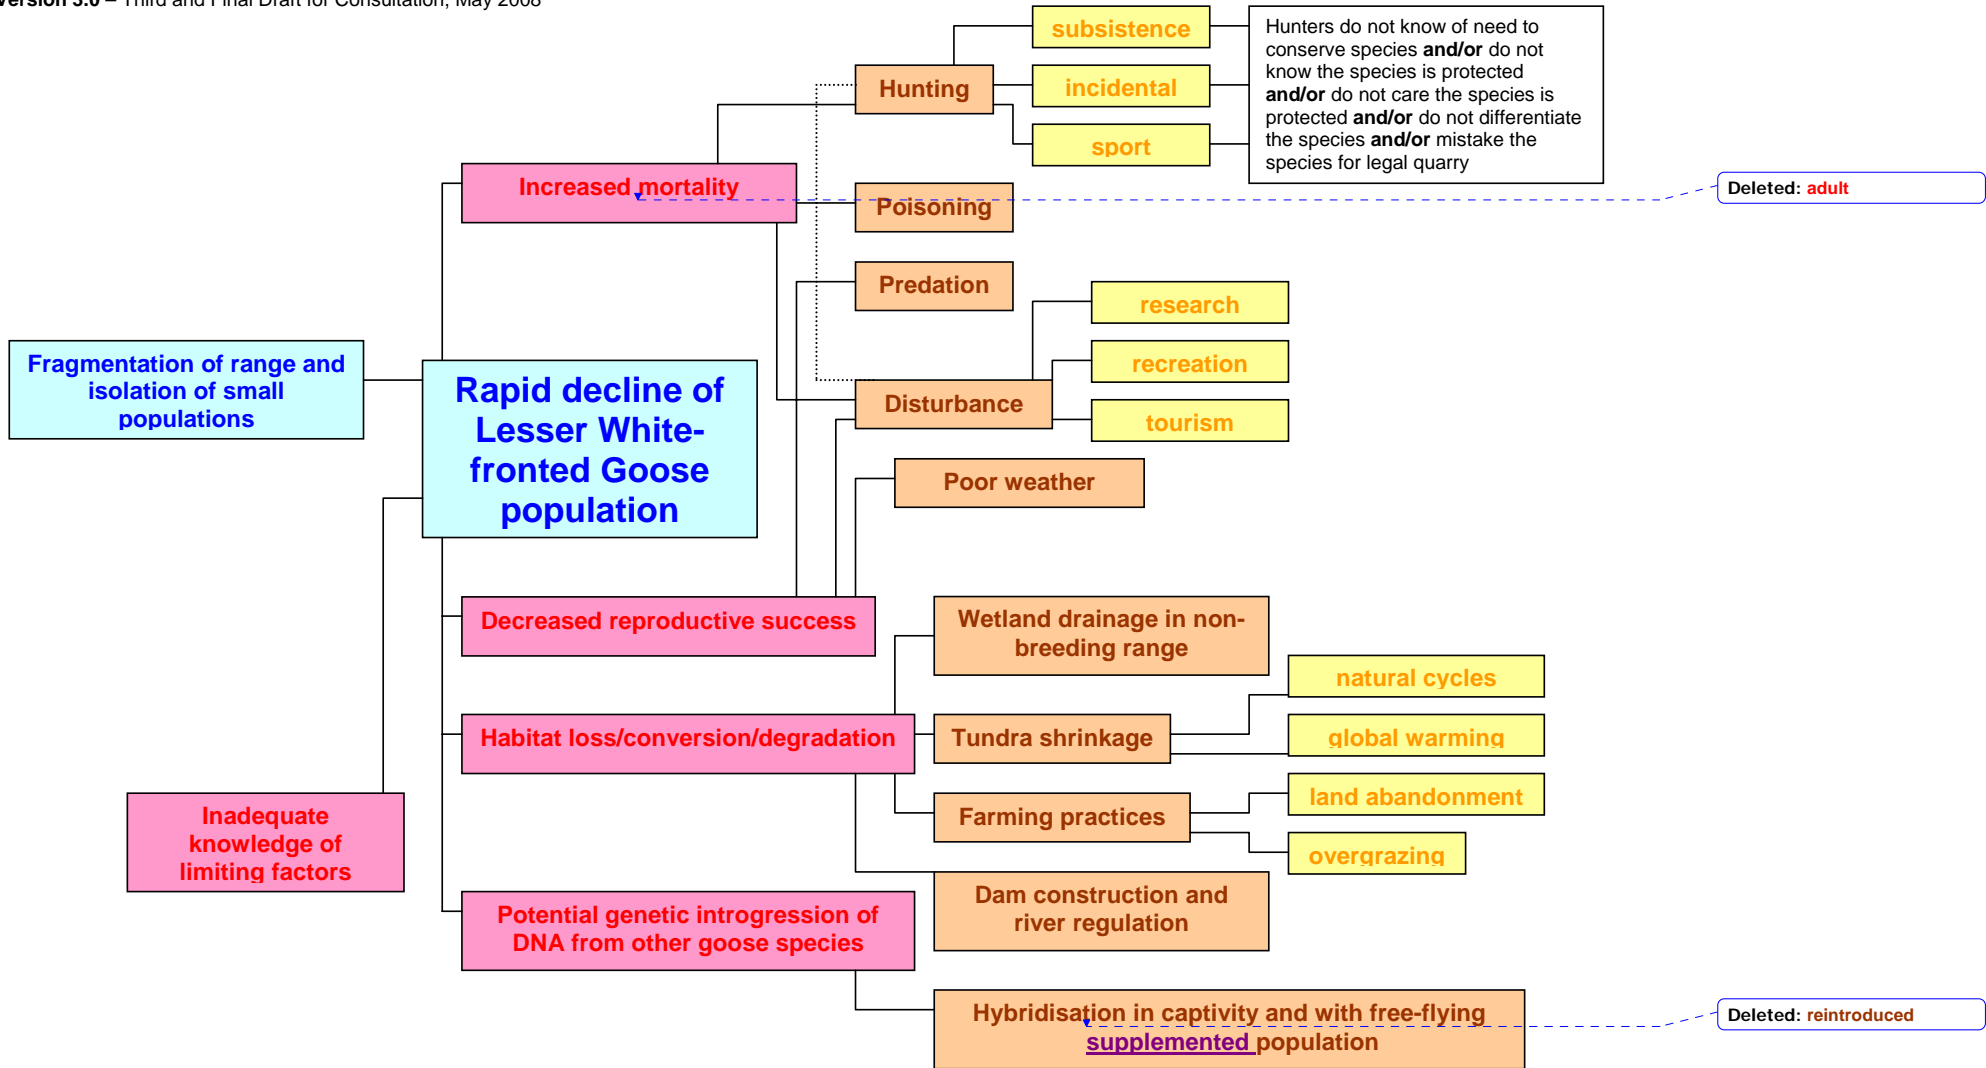 Version 3.0 – Third and Final Draft for Consultation, May 2008
subsistence
Hunters do not know of need to
conserve species and/or do not
know the species is protected
and/or do not care the species is
protected and/or do not differentiate
the species and/or mistake the
species for legal quarry
Hunting
incidental
sport
Increased mortality
Deleted: adult
Poisoning
Predation
research
Fragmentation of range and
isolation of small
populations
recreation
Rapid decline of
Lesser White-
fronted Goose
population
Disturbance
tourism
Poor weather
Decreased reproductive success
Wetland drainage in non-
breeding range
natural cycles
Habitat loss/conversion/degradation
Tundra shrinkage
global warming
land abandonment
Inadequate
knowledge of
limiting factors
Farming practices
overgrazing
Potential genetic introgression of
DNA from other goose species
Dam construction and
river regulation
Hybridisation in captivity and with free-flying
supplemented population
Deleted: reintroduced